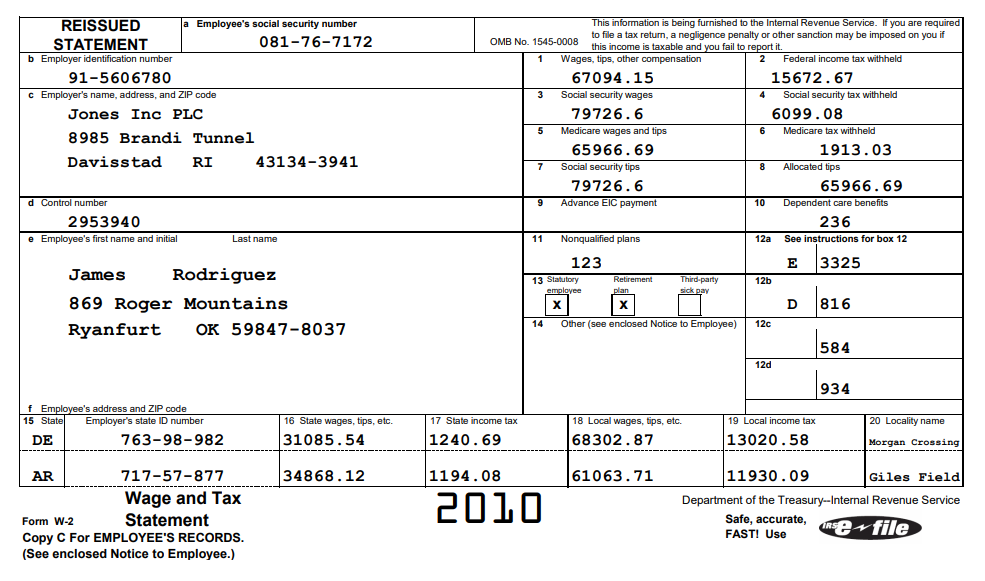 REISSUED STATEMENT
a Employee's social security number
081-76-7172
OMB No. 1545-0008
This information is being furnished to the Internal Revenue Service. If you are required
to file a tax return, a negligence penalty or other sanction may be imposed on you if
this income is taxable and you fail to report it.
b Employer identification number
91-5606780
1 Wages, tips, other compensation
67094.15
2 Federal income tax withheld
15672.67
c Employer's name, address, and ZIP code
Jones Inc PLC
8985 Brandi Tunnel
Davisstad RI 43134-3941
3 Social security wages
79726.6
4 Social security tax withheld
6099.08
5 Medicare wages and tips
65966.69
6 Medicare tax withheld
1913.03
7 Social security tips
79726.6
8 Allocated tips
65966.69
d Control number
2953940
9 Advance EIC payment
10 Dependent care benefits
236
e Employee's first name and initial Last name
James Rodriguez
869 Roger Mountains
Ryanfurt OK 59847-8037
11 Nonqualified plans
123
12a See instructions for box 12
E 3325
13 Statutory employee
X
Retirement plan
X
Third-party sick pay
12b
D 816
14 Other (see enclosed Notice to Employee)
12c
584
12d
934
f Employee's address and ZIP code
15 State Employer's state ID number 16 State wages, tips, etc. 17 State income tax 18 Local wages, tips, etc. 19 Local income tax 20 Locality name
DE 763-98-982 31085.54 1240.69 68302.87 13020.58 Morgan Crossing
AR 717-57-877 34868.12 1194.08 61063.71 11930.09 Giles Field
Form W-2
Wage and Tax
Statement
2010
Department of the Treasury--Internal Revenue Service
Copy C For EMPLOYEE'S RECORDS.
(See enclosed Notice to Employee.)
Safe, accurate,
FAST! Use
IRS e-file